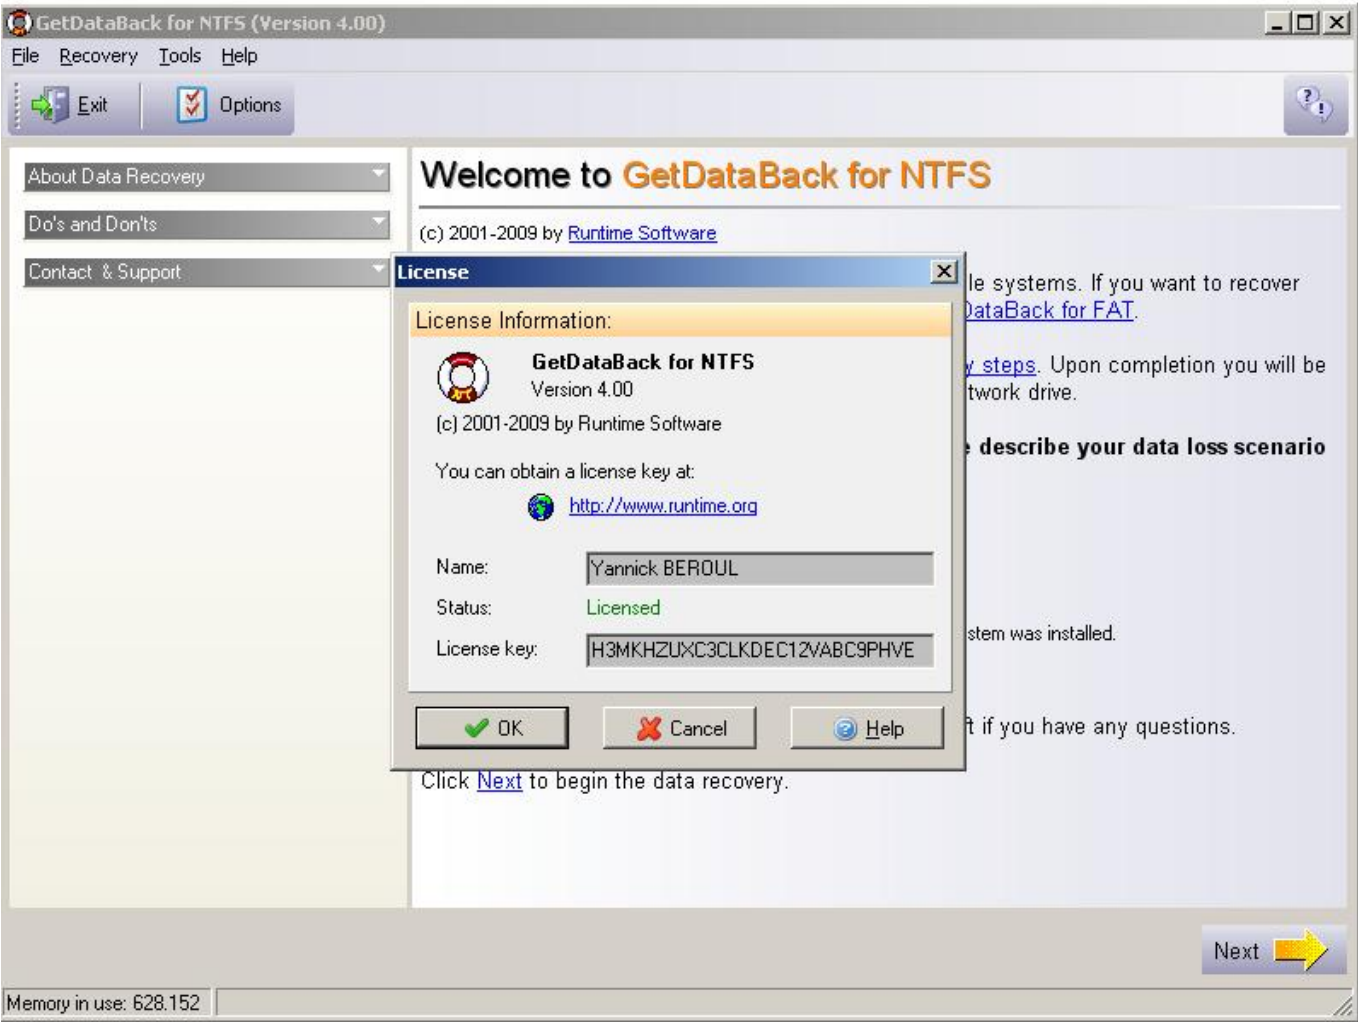 GetDataBack for NTFS (Version 4.00)
File Recovery Tools Help
Exit Options
About Data Recovery
Do's and Don'ts
Contact & Support
Welcome to GetDataBack for NTFS
(c) 2001-2009 by Runtime Software
le systems. If you want to recover
DataBack for FAT.
y steps. Upon completion you will be
twork drive.
e describe your data loss scenario
stem was installed.
t if you have any questions.
Click Next to begin the data recovery.
License
License Information:
GetDataBack for NTFS
Version 4.00
(c) 2001-2009 by Runtime Software
You can obtain a license key at:
http://www.runtime.org
Name: Yannick BEROUL
Status: Licensed
License key: H3MKHZUXC3CLKDEC12VABC9PHVE
OK Cancel Help
Next
Memory in use: 628.152